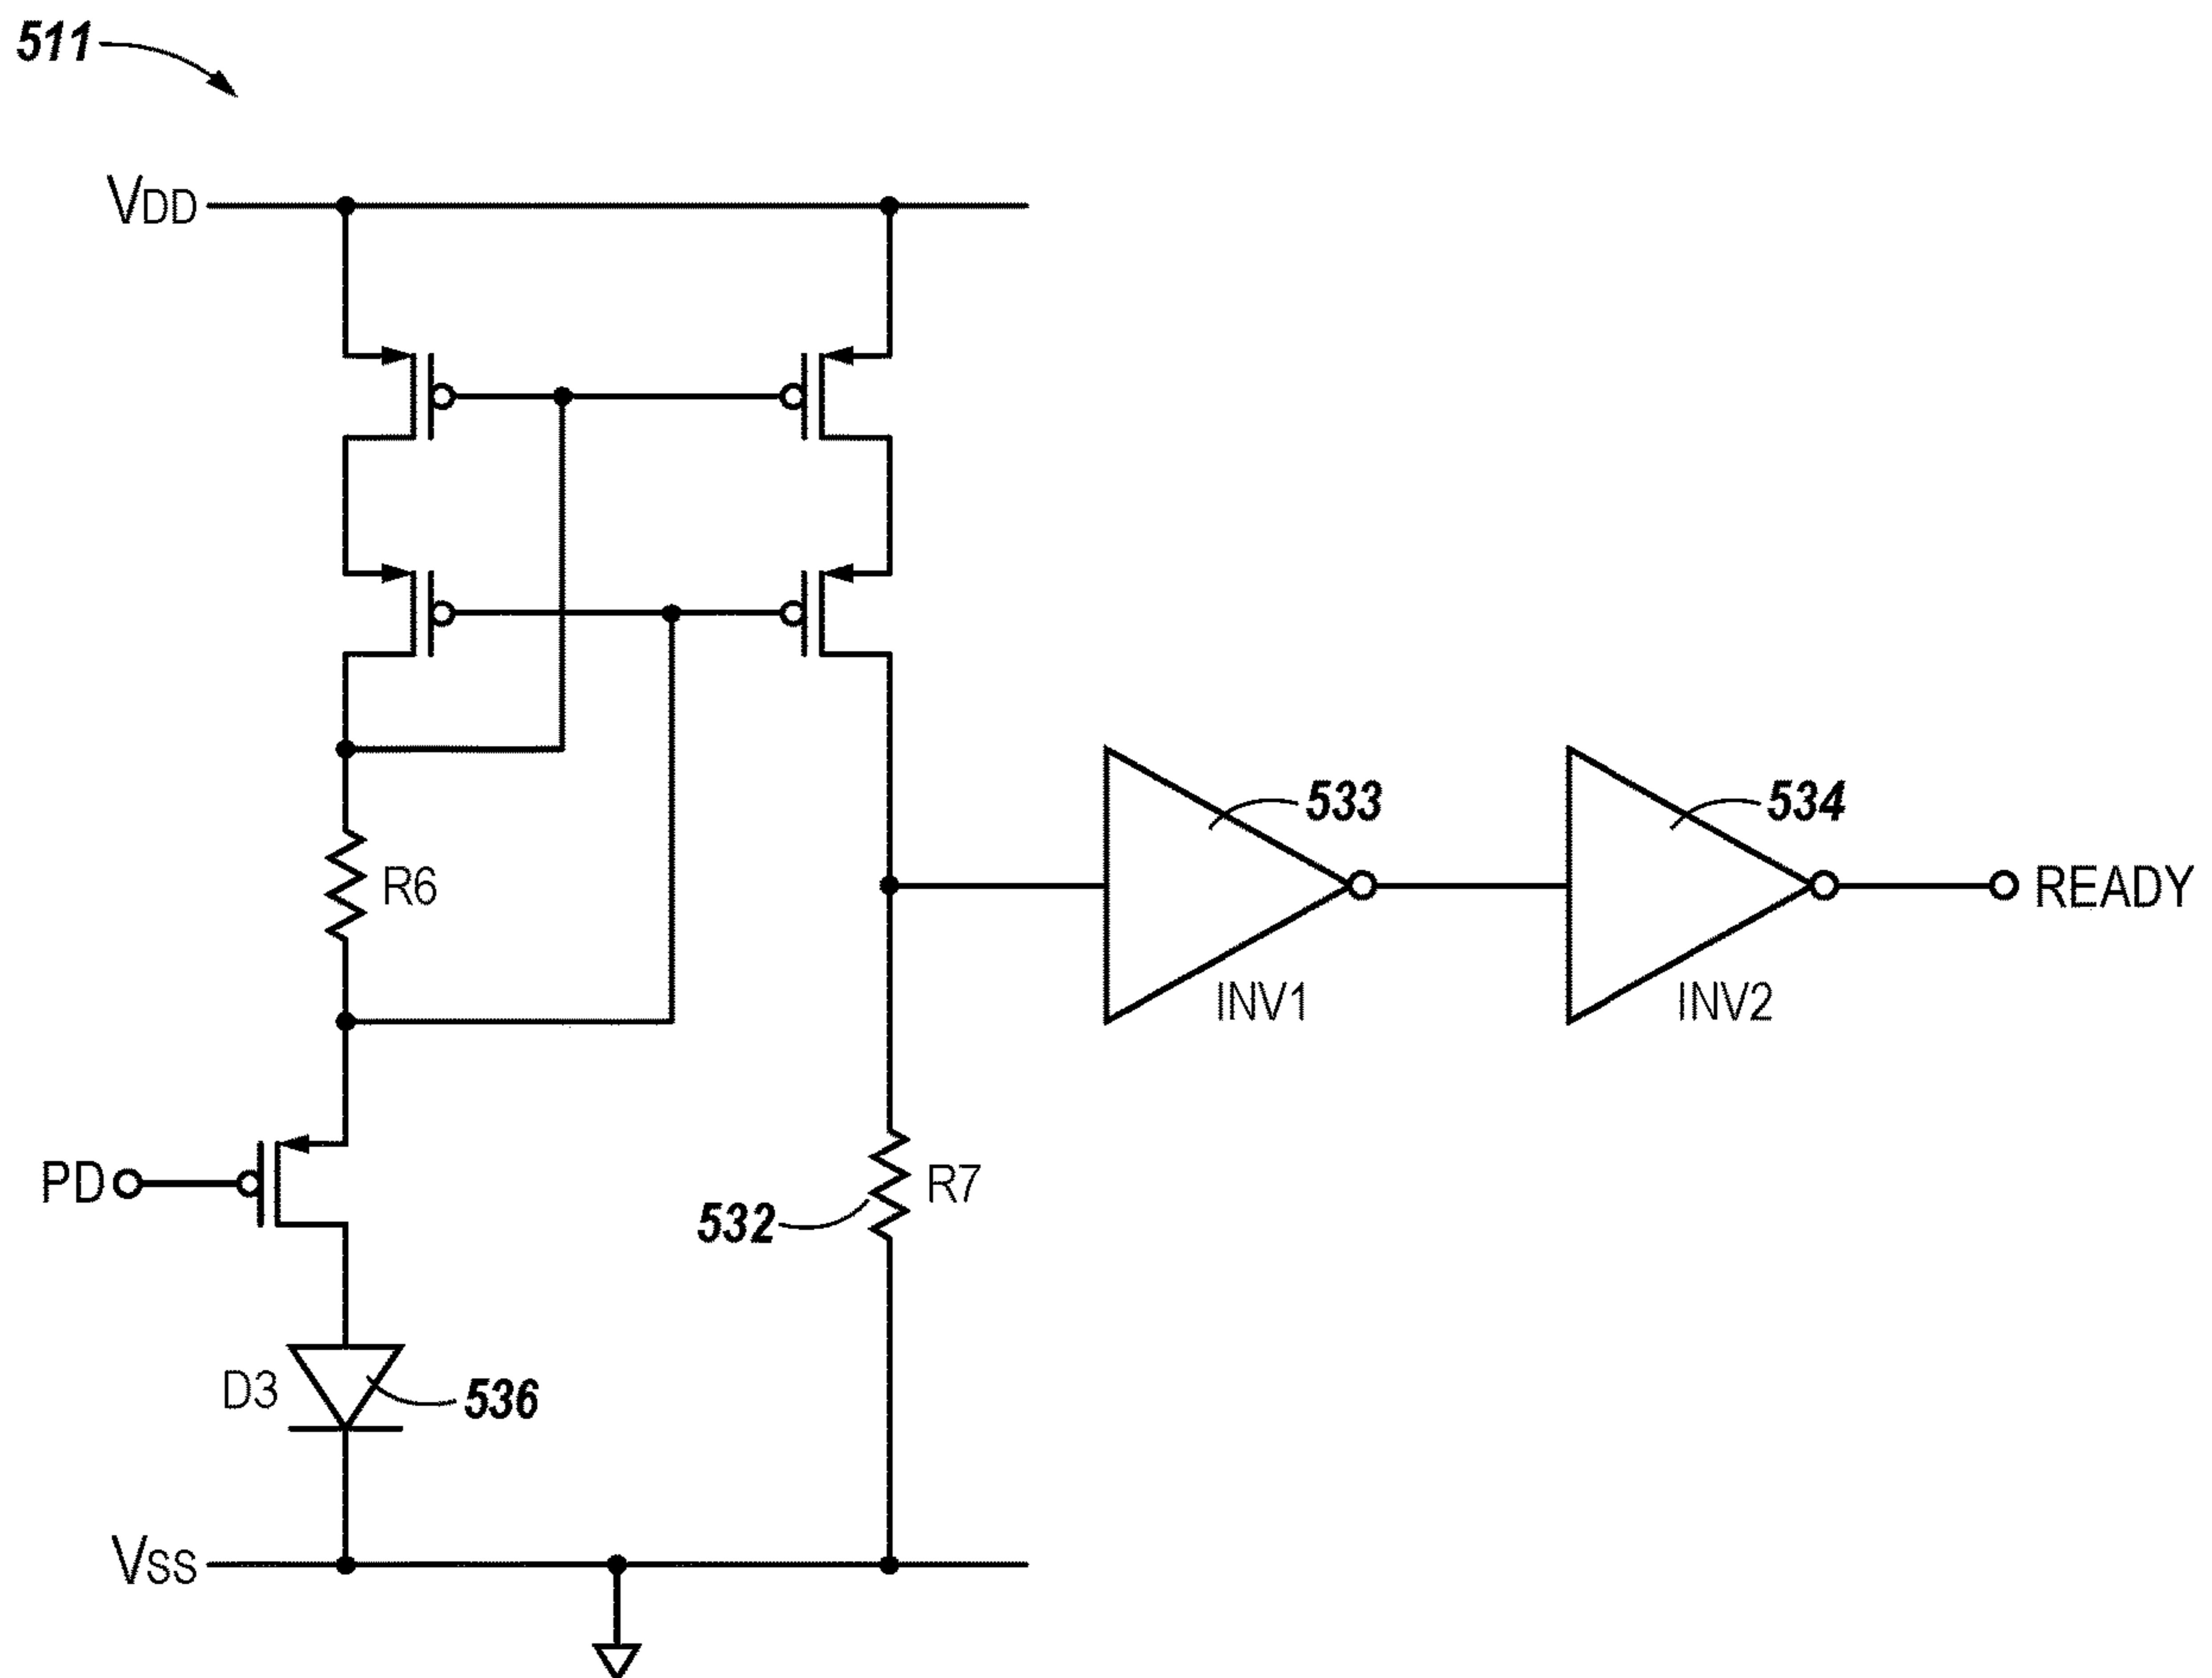 511
VDD
533
534
R6
READY
INV1
INV2
PD
R7
532
D3
536
VSS